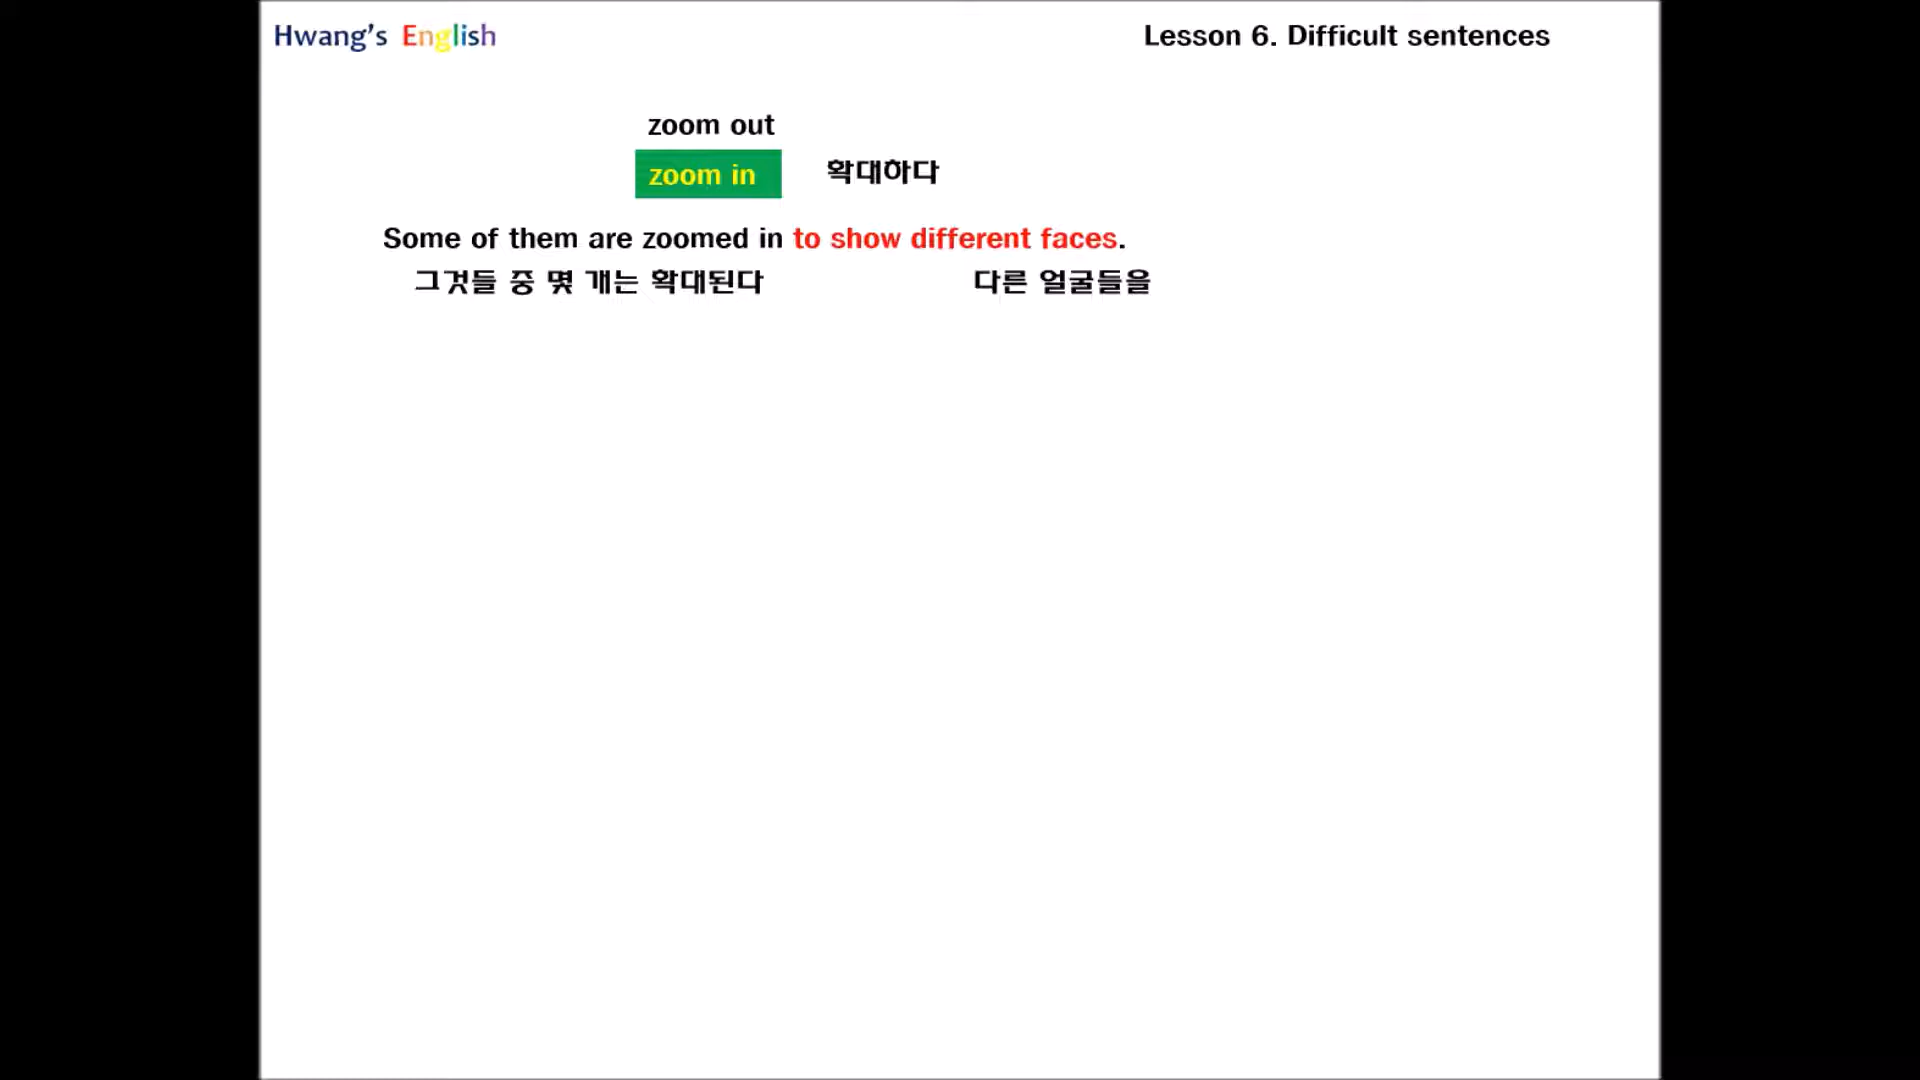 Hwang's English
Lesson 6. Difficult sentences
zoom out
zoom in 확대하다
Some of them are zoomed in to show different faces.
그것들 중 몇 개는 확대된다 다른 얼굴들을